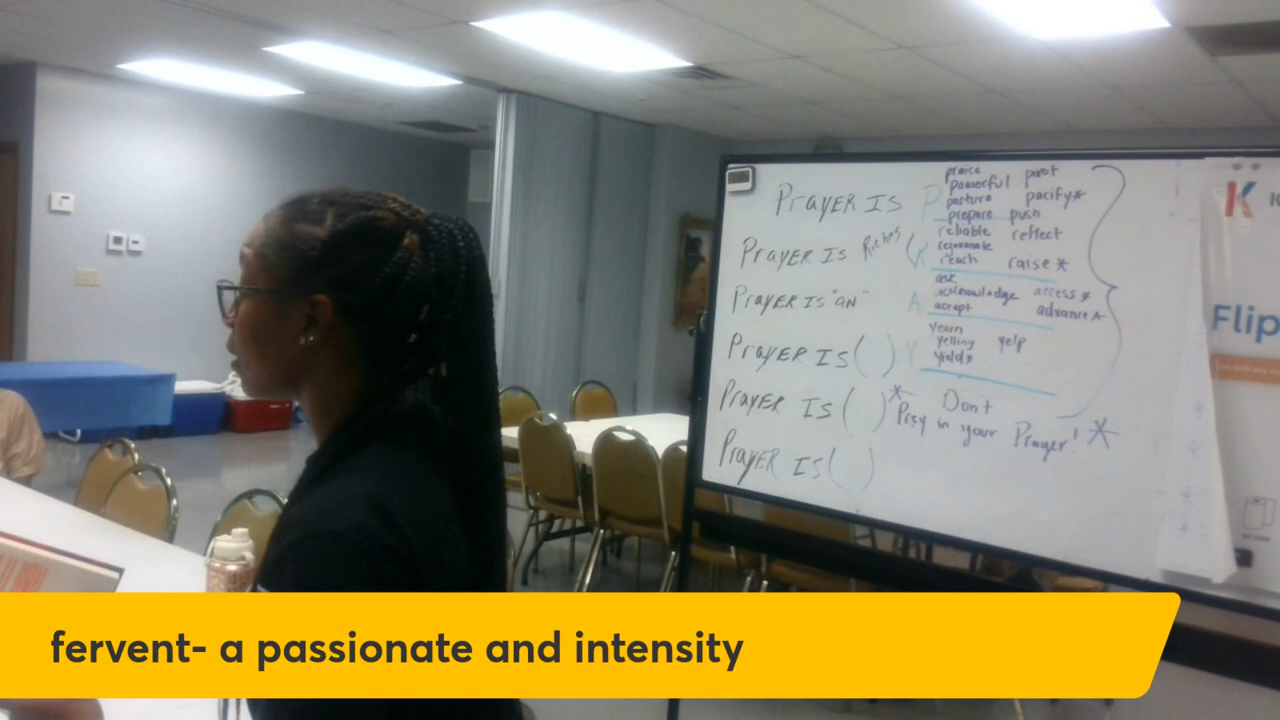 PRAYER IS P
praise pivot
powerful
posture pacify*
prepare push
PRAYER IS Riches (R
reliable reflect
rejuvenate
reach raise *
PRAYER IS "AN" A
ask
acknowledge access *
accept advance *
PRAYER IS ( ) Y
yearn
yelling yelp
yield*
PRAYER IS ( ) * Don't
Prey in your Prayer! *
PRAYER IS ( )
K
Flip
fervent- a passionate and intensity